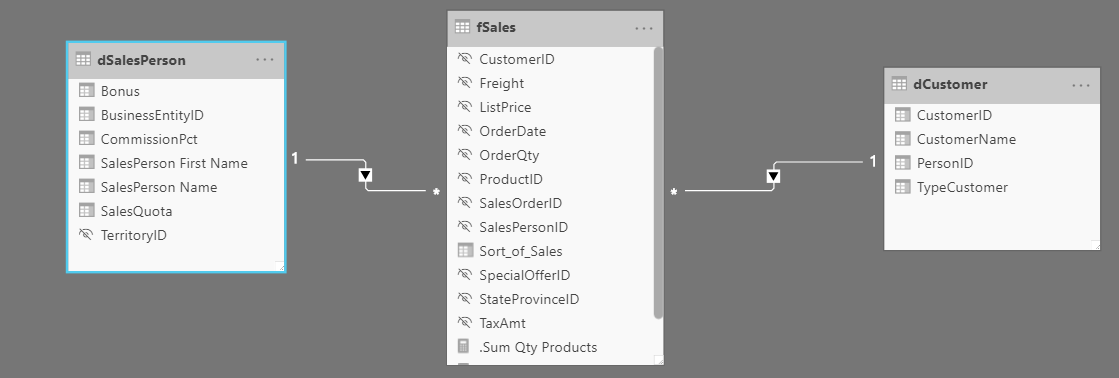 dSalesPerson
...
Bonus
BusinessEntityID
CommissionPct
SalesPerson First Name
SalesPerson Name
SalesQuota
TerritoryID
1
*
fSales
...
CustomerID
Freight
ListPrice
OrderDate
OrderQty
ProductID
SalesOrderID
SalesPersonID
Sort_of_Sales
SpecialOfferID
StateProvinceID
TaxAmt
.Sum Qty Products
*
1
dCustomer
...
CustomerID
CustomerName
PersonID
TypeCustomer